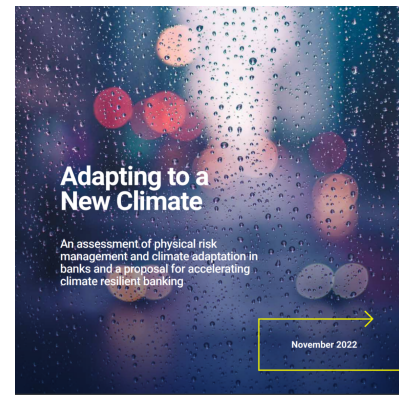 Adapting to a
New Climate
An assessment of physical risk
management and climate adaptation in
banks and a proposal for accelerating
climate resilient banking
November 2022